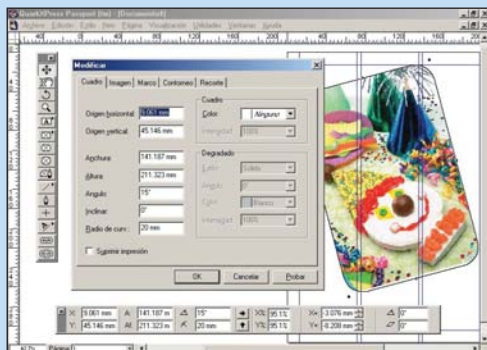 QuarkXPress Passport (tm) - [Documento1]
Archivo Edición Estilo Ítem Página Visualización Utilidades Ventanas Ayuda
Modificar
Cuadro Imagen Marco Contorneo Recorte
Origen horizontal: 9.061 mm
Origen vertical: 45.146 mm
Anchura: 141.187 mm
Altura: 211.323 mm
Angulo: 15°
Inclinar: 0°
Radio de curv.: 20 mm
Suprimir impresión
Cuadro
Color: Ninguno
Intensidad: 100%
Degradado
Estilo: Sólido
Angulo: 0°
Color: Blanco
Intensidad: 100%
OK Cancelar Probar
X: 9.061 mm A: 141.187 m 15° X%: 95.1% X+: -3.076 mm 0°
Y: 45.146 mm Al: 211.323 m 20 mm Y%: 95.1% Y+: -8.208 mm 0°